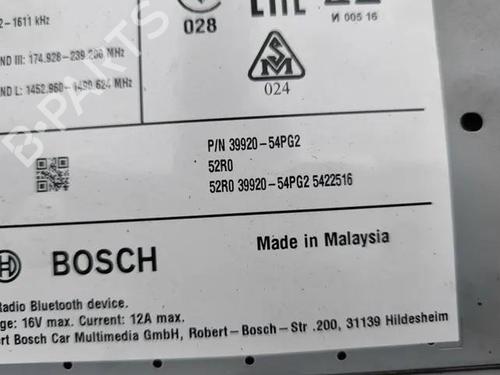 2-1611 kHz
ND III: 174.928-239.200 MHz
ND L: 1452.960-1490.624 MHz
028
И 005 16
S M
024
P/N 39920-54PG2
52R0
52R0 39920-54PG2 5422516
BOSCH
Made in Malaysia
Radio Bluetooth device.
ge: 16V max. Current: 12A max.
ert Bosch Car Multimedia GmbH, Robert-Bosch-Str .200, 31139 Hildesheim
B-PARTS